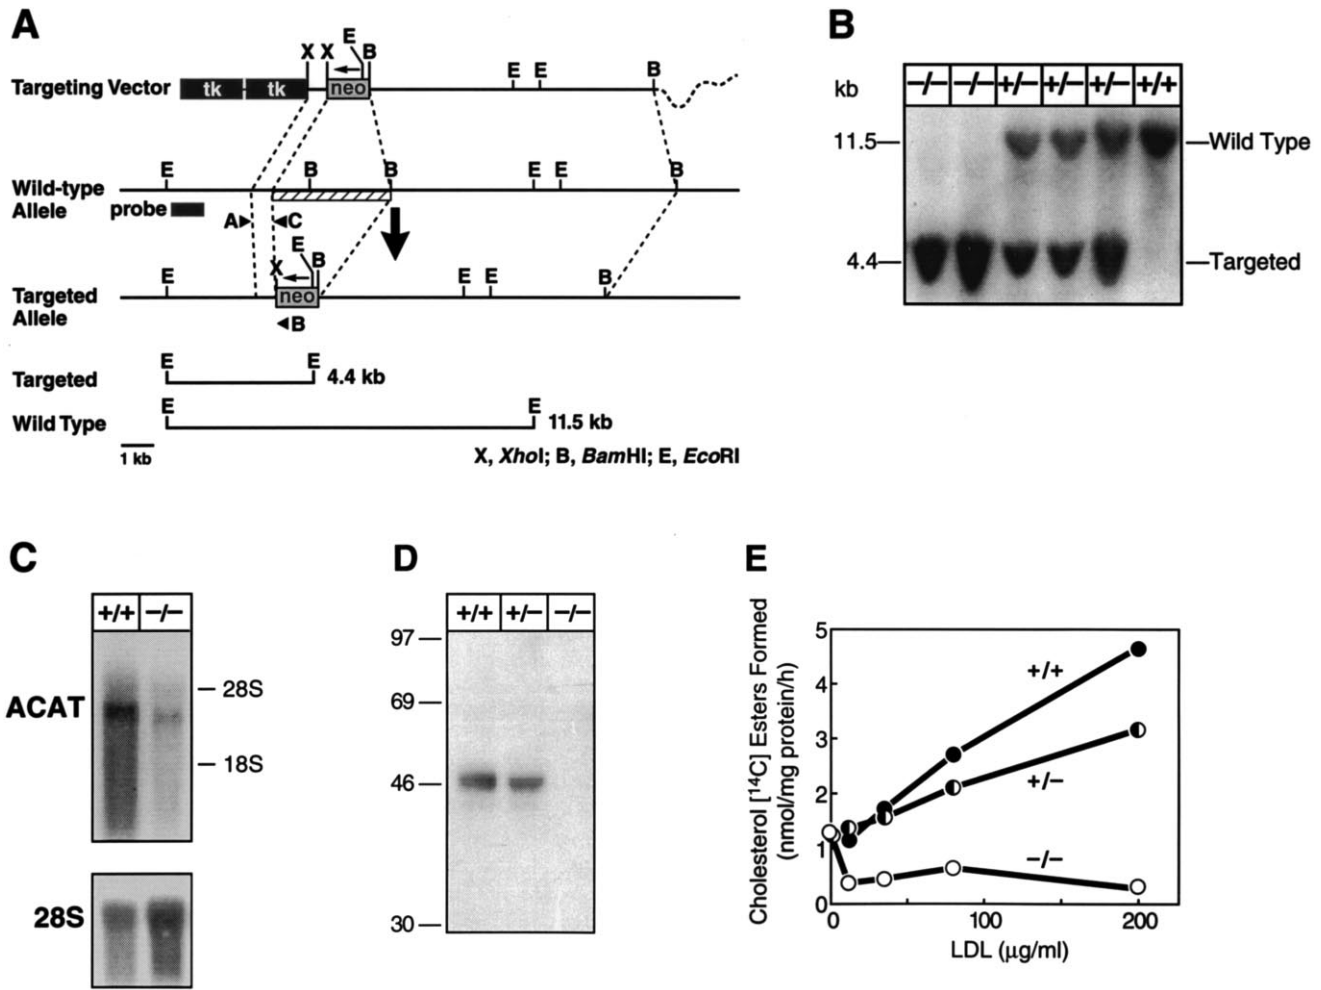 A
X X E B E E B
Targeting Vector tk tk neo
E B B E E B
Wild-type
Allele
probe
A C
E X E B E E B
Targeted
Allele
neo
B
E E
Targeted 4.4 kb
E E
Wild Type 11.5 kb
1 kb
X, XhoI; B, BamHI; E, EcoRI
B
kb –/– –/– +/– +/– +/– +/+
11.5 Wild Type
4.4 Targeted
C
+/+ –/–
28S
ACAT
18S
28S
D
+/+ +/– –/–
97
69
46
30
E
Cholesterol [14C] Esters Formed
(nmol/mg protein/h)
5
4
3
2
1
0
+/+
+/–
–/–
0 100 200
LDL (µg/ml)